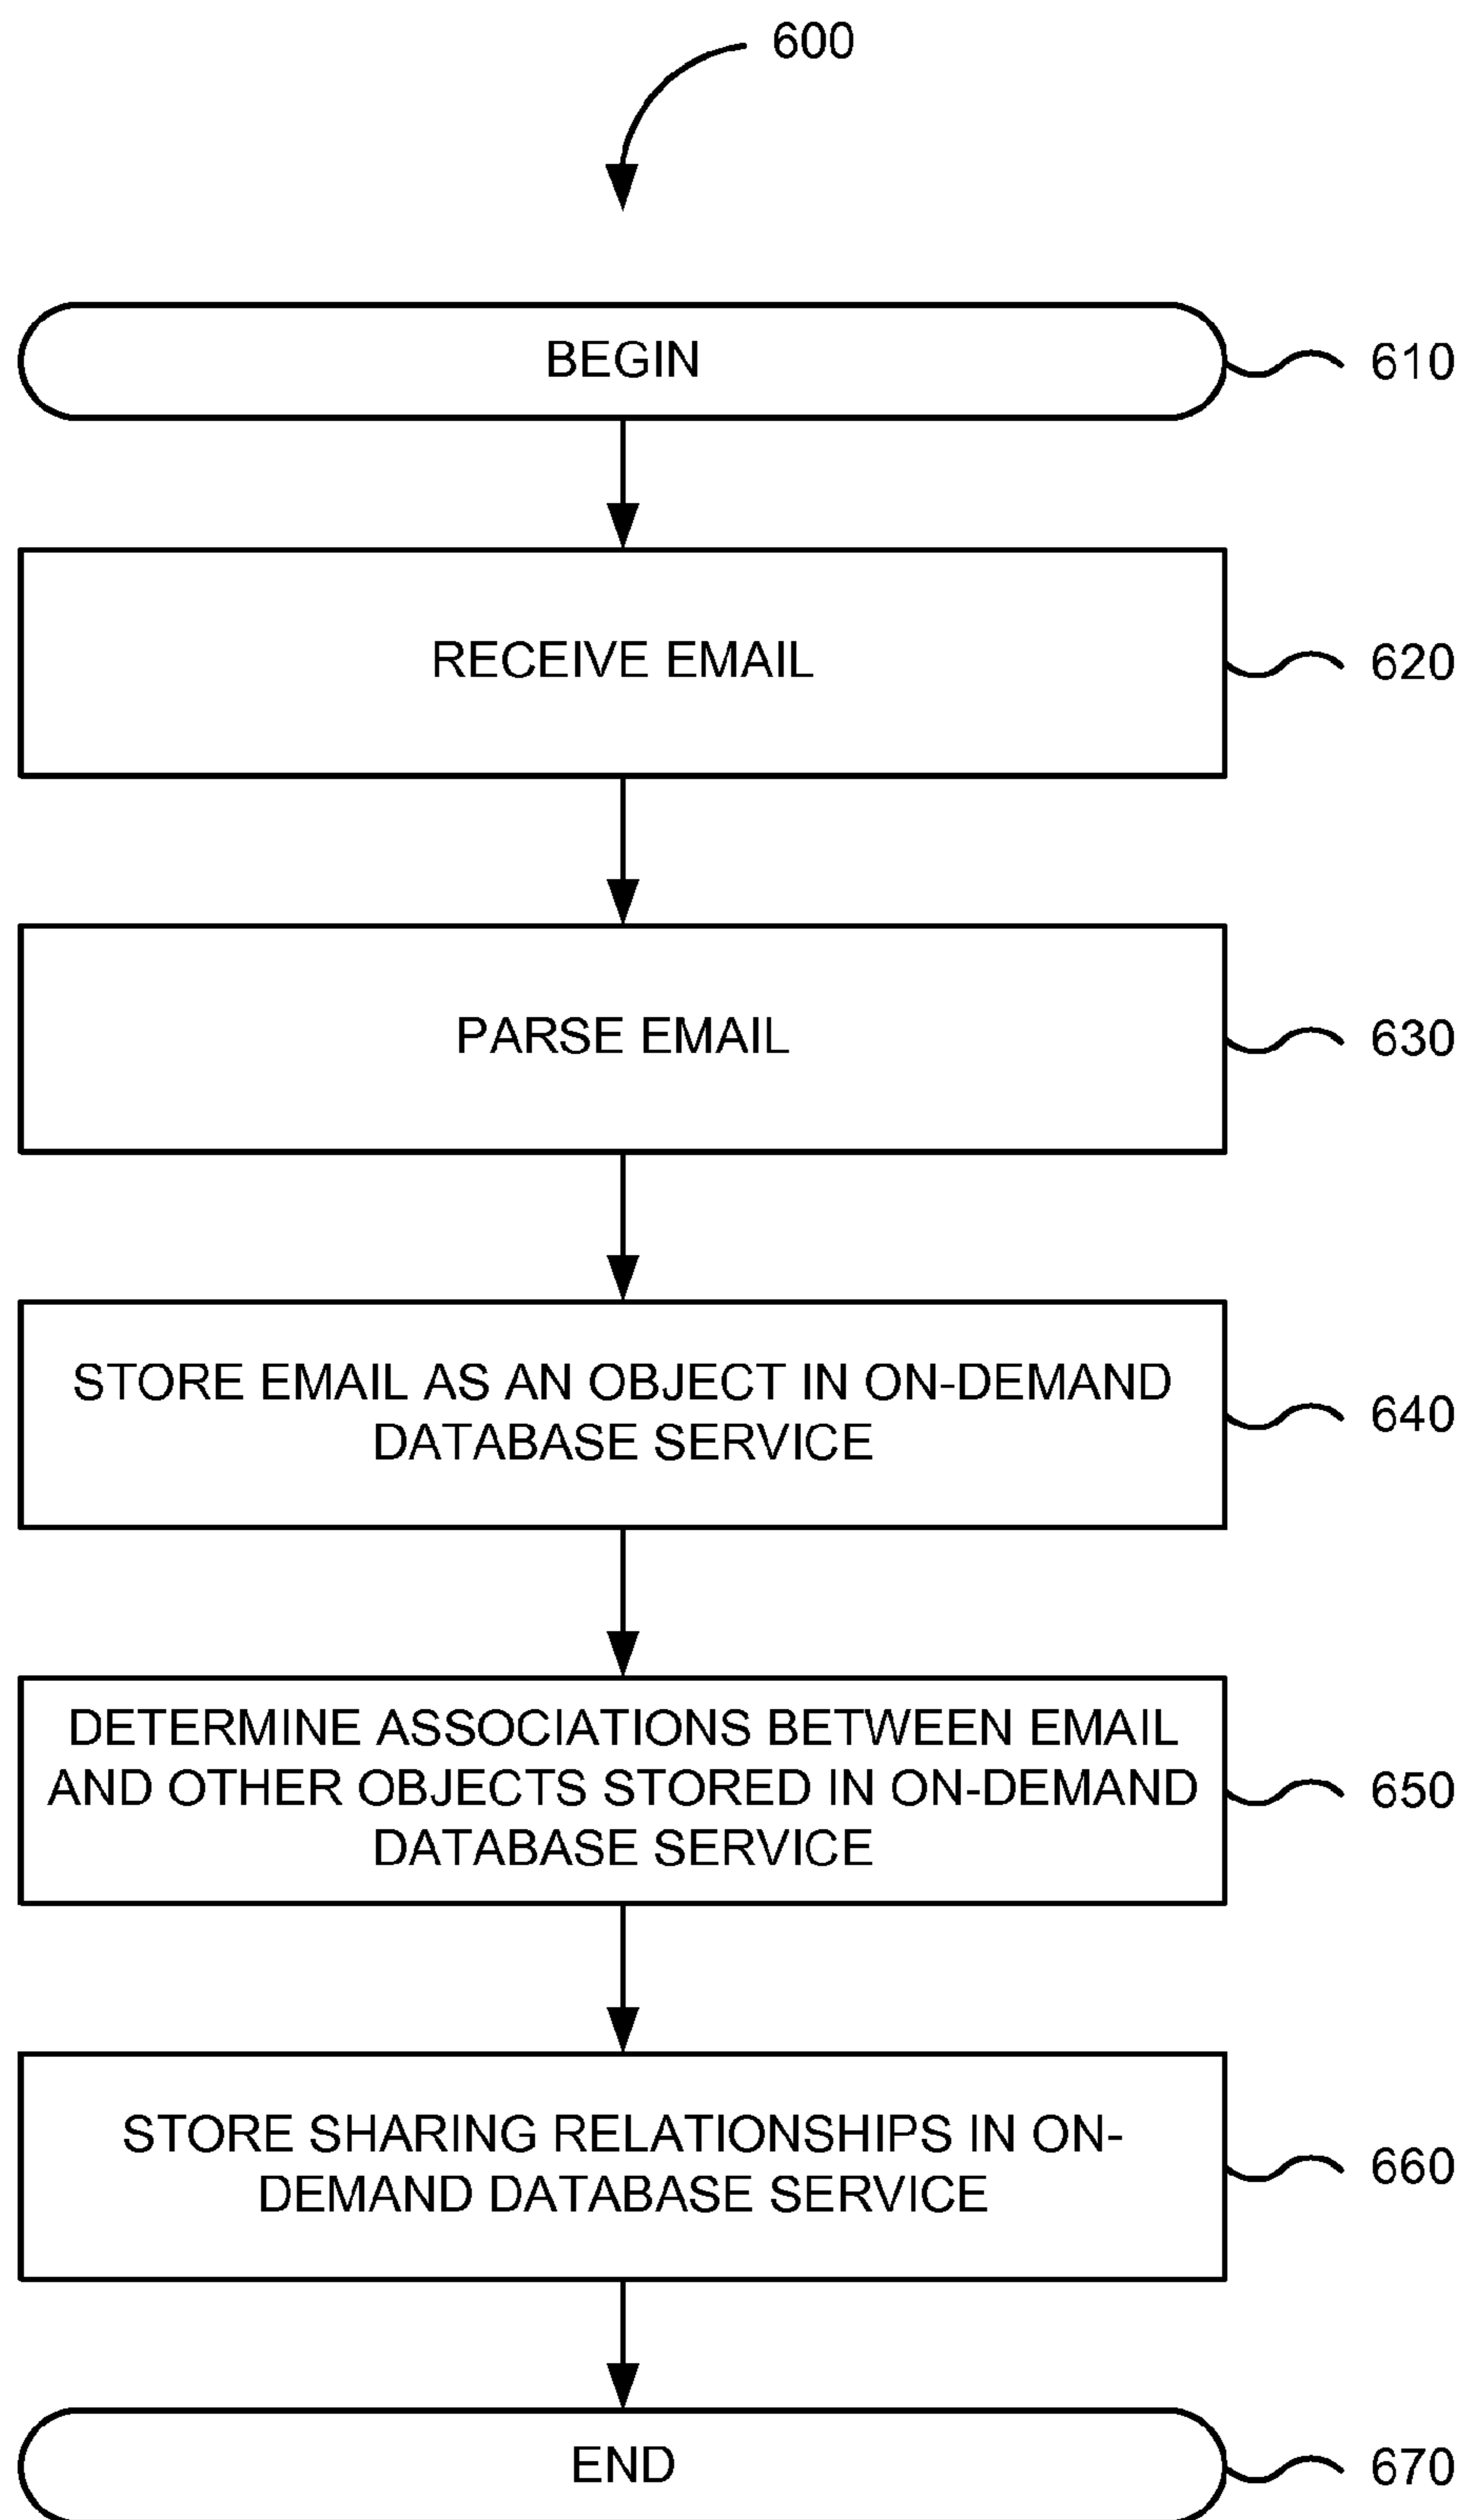 600
BEGIN
610
RECEIVE EMAIL
620
PARSE EMAIL
630
STORE EMAIL AS AN OBJECT IN ON-DEMAND
DATABASE SERVICE
640
DETERMINE ASSOCIATIONS BETWEEN EMAIL
AND OTHER OBJECTS STORED IN ON-DEMAND
DATABASE SERVICE
650
STORE SHARING RELATIONSHIPS IN ON-
DEMAND DATABASE SERVICE
660
END
670